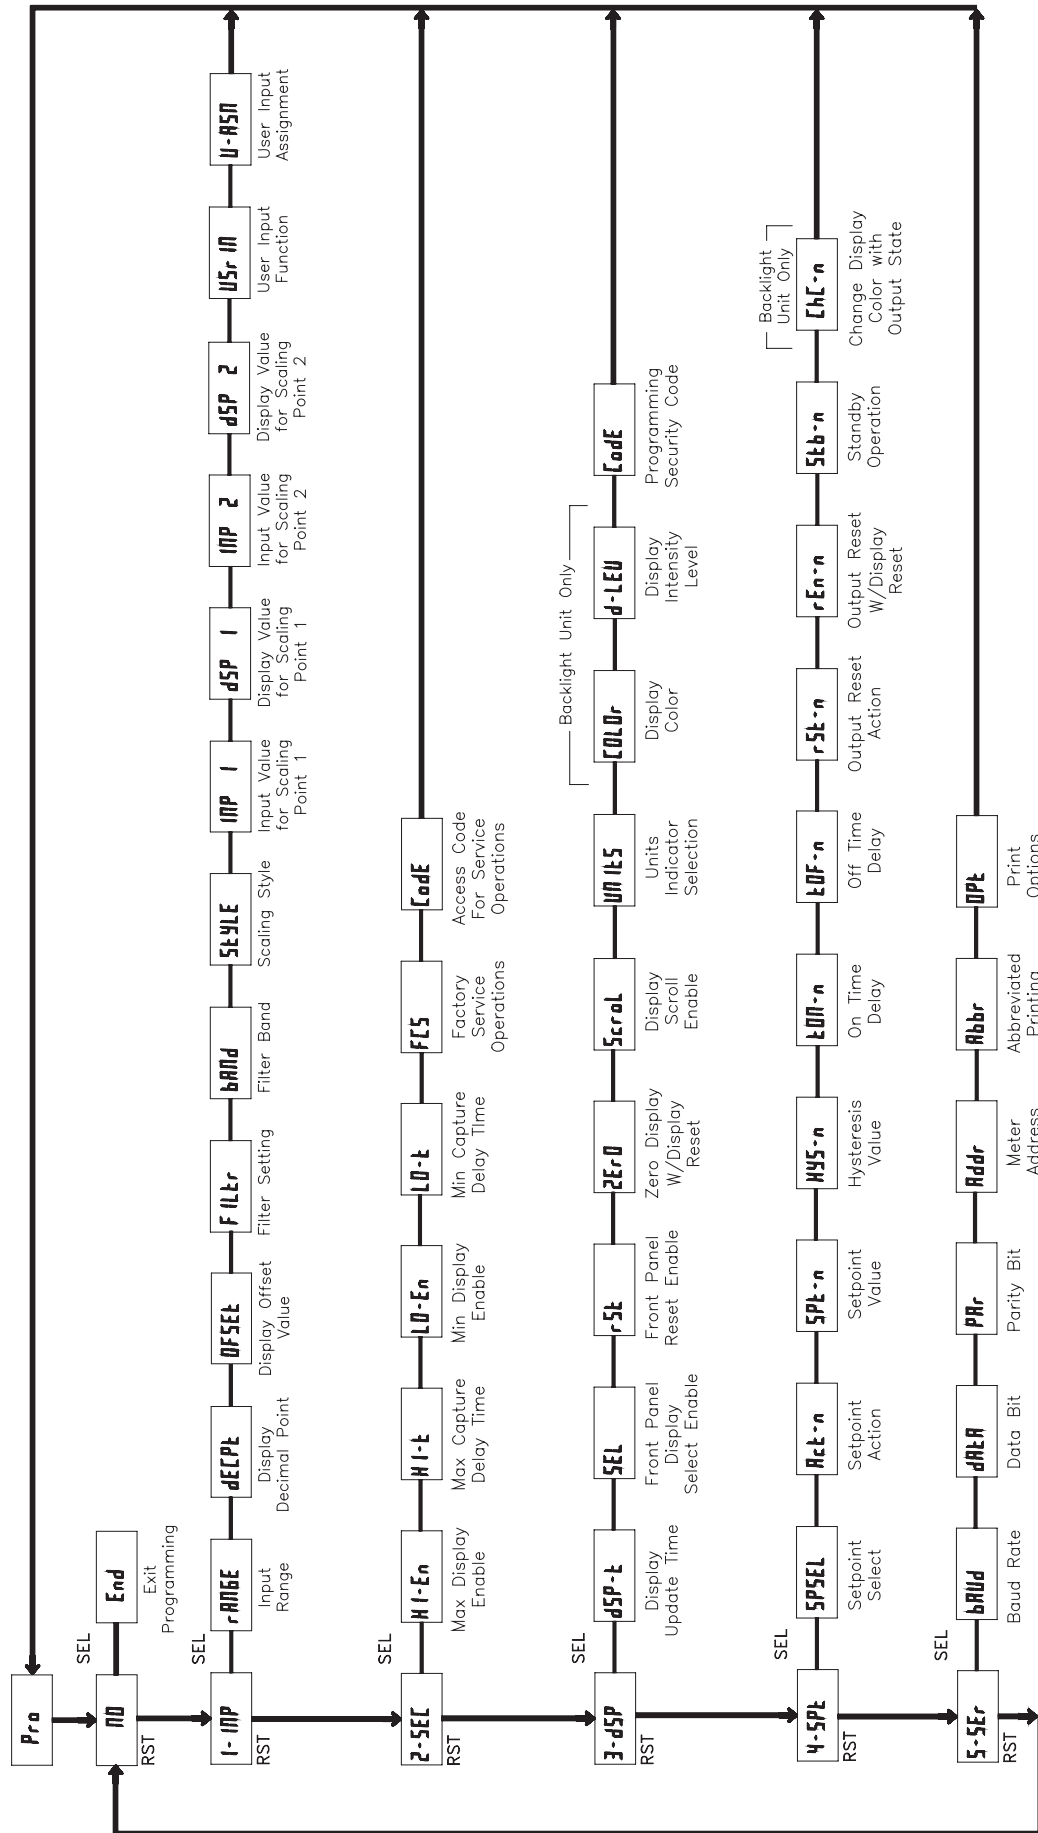 Pro
NO
SEL
RST
End
Exit
Programming
1-INP
SEL
RST
rANGE
Input
Range
dECPt
Display
Decimal Point
OFSEt
Display Offset
Value
FILtr
Filter Setting
bANd
Filter Band
StYLE
Scaling Style
INP 1
Input Value
for Scaling
Point 1
dSP 1
Display Value
for Scaling
Point 1
INP 2
Input Value
for Scaling
Point 2
dSP 2
Display Value
for Scaling
Point 2
USrIN
User Input
Function
U-ASN
User Input
Assignment
2-SEC
SEL
RST
HI-En
Max Display
Enable
HI-t
Max Capture
Delay Time
LO-En
Min Display
Enable
LO-t
Min Capture
Delay TIme
FCS
Factory
Service
Operations
CodE
Access Code
For Service
Operations
3-dSP
SEL
RST
dSP-t
Display
Update Time
SEL
Front Panel
Display
Select Enable
rSt
Front Panel
Reset Enable
ZErO
Zero Display
W/Display
Reset
ScroL
Display
Scroll
Enable
UNItS
Units
Indicator
Selection
Backlight Unit Only
COLOr
Display
Color
d-LEV
Display
Intensity
Level
CodE
Programming
Security Code
4-SPt
SEL
RST
SPSEL
Setpoint
Select
Act-n
Setpoint
Action
SPt-n
Setpoint
Value
HYS-n
Hysteresis
Value
tON-n
On Time
Delay
tOF-n
Off Time
Delay
rSt-n
Output Reset
Action
rEn-n
Output Reset
W/Display
Reset
Stb-n
Standby
Operation
Backlight
Unit Only
ChC-n
Change Display
Color with
Output State
5-SEr
SEL
RST
bAUd
Baud Rate
dAtA
Data Bit
PAr
Parity Bit
Addr
Meter
Address
Abbr
Abbreviated
Printing
OPt
Print
Options